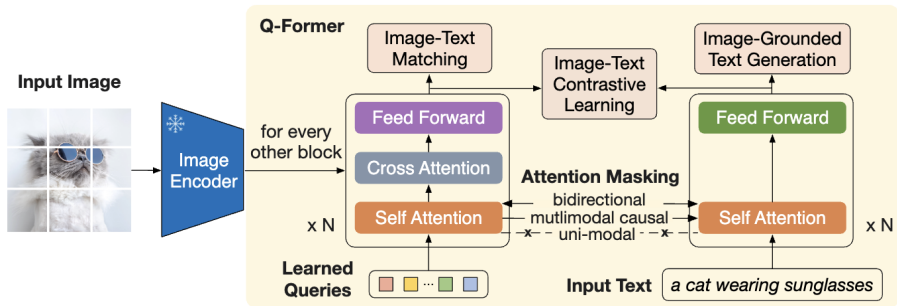 Q-Former
Input Image
Image
Encoder
for every
other block
Image-Text
Matching
Image-Text
Contrastive
Learning
Image-Grounded
Text Generation
Feed Forward
Cross Attention
Self Attention
x N
Attention Masking
bidirectional
mutlimodal causal
x uni-modal x
Feed Forward
Self Attention
x N
Learned
Queries
...
Input Text
a cat wearing sunglasses